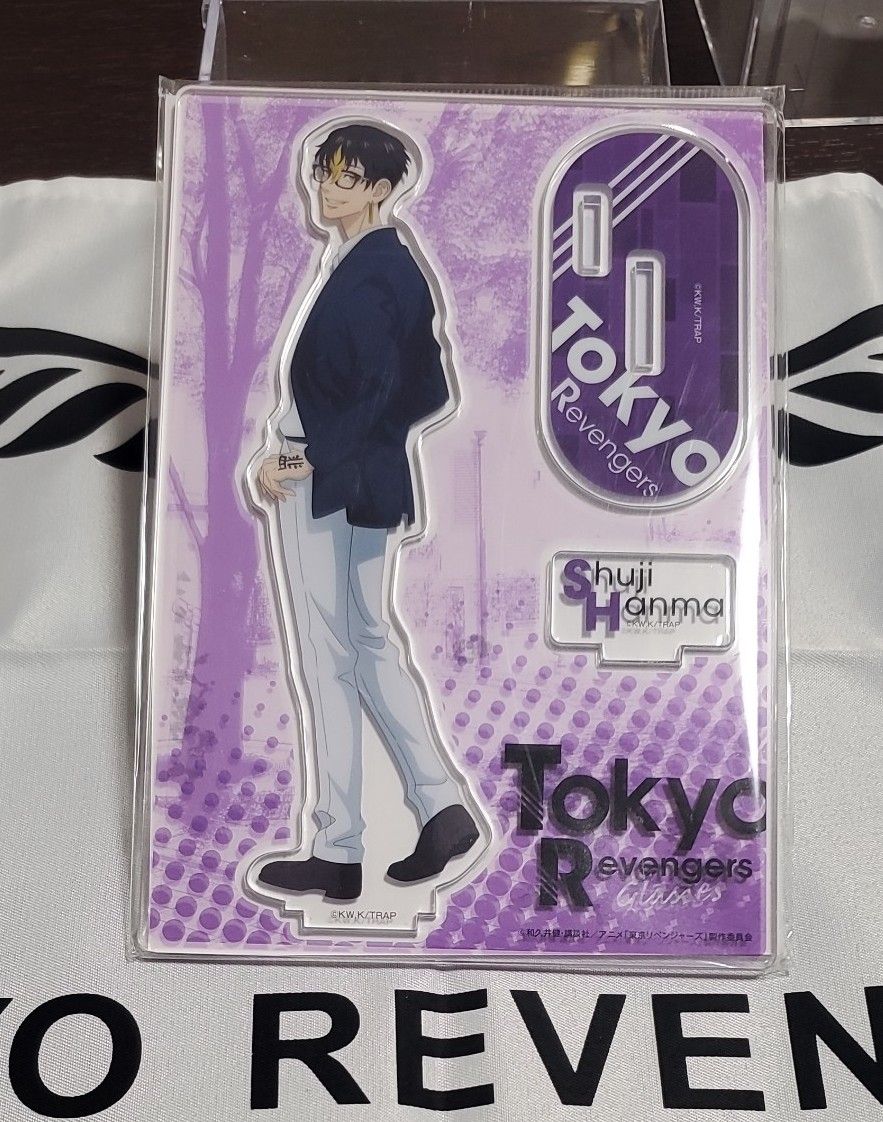 Tokyo
Revengers
©KW,K/TRAP
Shuji
Hanma
©KW,K/TRAP
Tokyo
Revengers
Glasses
©KW,K/TRAP
©和久井健・講談社／アニメ「東京リベンジャーズ」製作委員会
YO REVEN